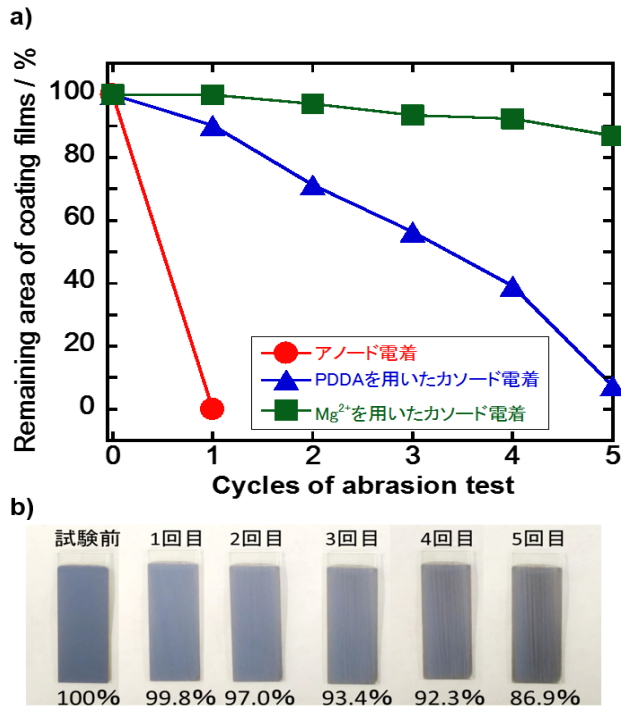 a)
Remaining area of coating films / %
100
80
60
40
20
0
アノード電着
PDDAを用いたカソード電着
Mg²⁺を用いたカソード電着
0 1 2 3 4 5
Cycles of abrasion test
b)
試験前 1回目 2回目 3回目 4回目 5回目
100% 99.8% 97.0% 93.4% 92.3% 86.9%